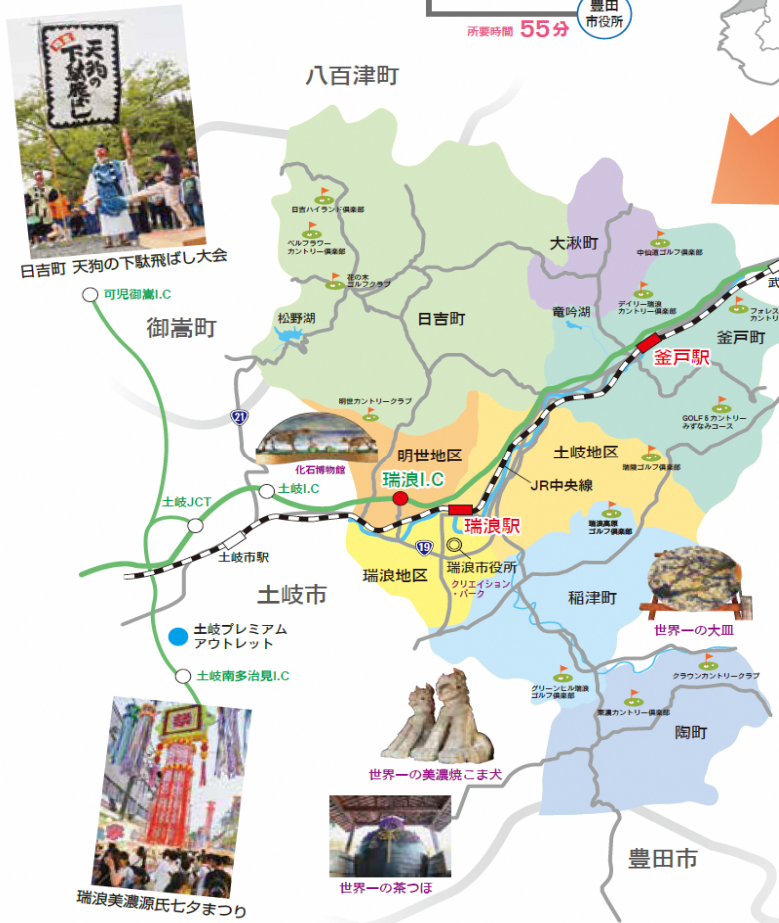 豊田
市役所
所要時間 55分
八百津町
天狗の
下駄飛ばし
日吉町 天狗の下駄飛ばし大会
日吉ハイランド倶楽部
ベルフラワー
カントリー倶楽部
花の木
ゴルフクラブ
大湫町
中仙道ゴルフ倶楽部
可児御嵩I.C
御嵩町
松野湖
日吉町
竜吟湖
デイリー瑞浪
カントリー倶楽部
武
フォレス
カントリ
釜戸町
釜戸駅
21
明世カントリークラブ
GOLF5カントリー
みずなみコース
化石博物館
明世地区
土岐地区
瑞陵ゴルフ倶楽部
瑞浪I.C
JR中央線
土岐I.C
土岐JCT
瑞浪駅
瑞浪高原
ゴルフ倶楽部
土岐市駅
19
瑞浪市役所
瑞浪地区
クリエイション
・パーク
土岐市
稲津町
世界一の大皿
土岐プレミアム
アウトレット
土岐南多治見I.C
グリーンヒル瑞浪
ゴルフ倶楽部
クラウンカントリークラブ
東濃カントリー倶楽部
陶町
世界一の美濃焼こま犬
世界一の茶つぼ
豊田市
瑞浪美濃源氏七夕まつり